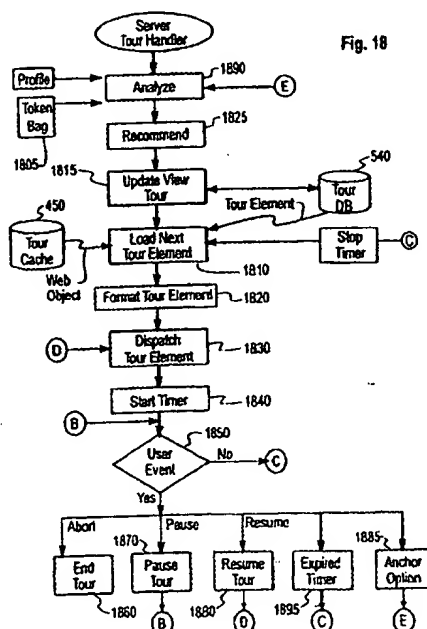 Server
Tour Handler
Fig. 18
1890
Profile
Analyze
E
Token
Bag
1825
Recommend
1805
1815
540
Update View
Tour
Tour
DB
Tour Element
450
Tour
Cache
Load Next
Tour Element
Stop
Timer
C
Web
Object
1810
Format Tour Element
1820
D
Dispatch
Tour Element
1830
Start Timer
1840
B
1850
User
Event
No
C
Yes
Abort
Pause
Resume
1885
1870
End
Tour
Pause
Tour
Resume
Tour
Expired
Timer
Anchor
Option
1860
1880
1895
B
D
C
E